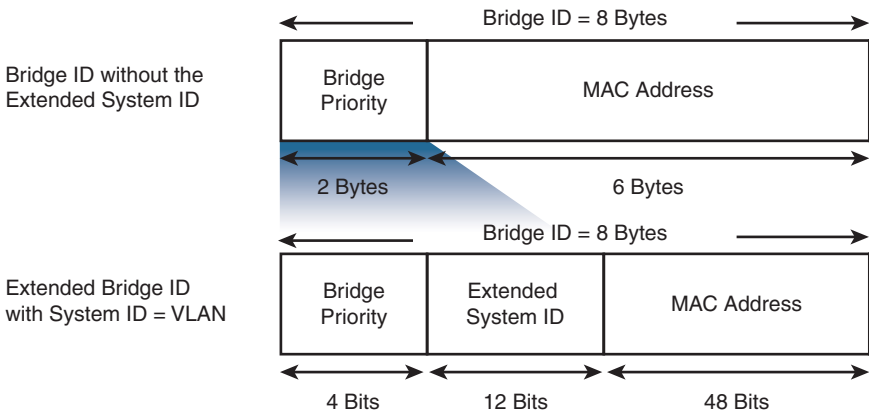 Bridge ID = 8 Bytes
Bridge ID without the
Extended System ID
Bridge
Priority
MAC Address
2 Bytes
6 Bytes
Bridge ID = 8 Bytes
Extended Bridge ID
with System ID = VLAN
Bridge
Priority
Extended
System ID
MAC Address
4 Bits
12 Bits
48 Bits